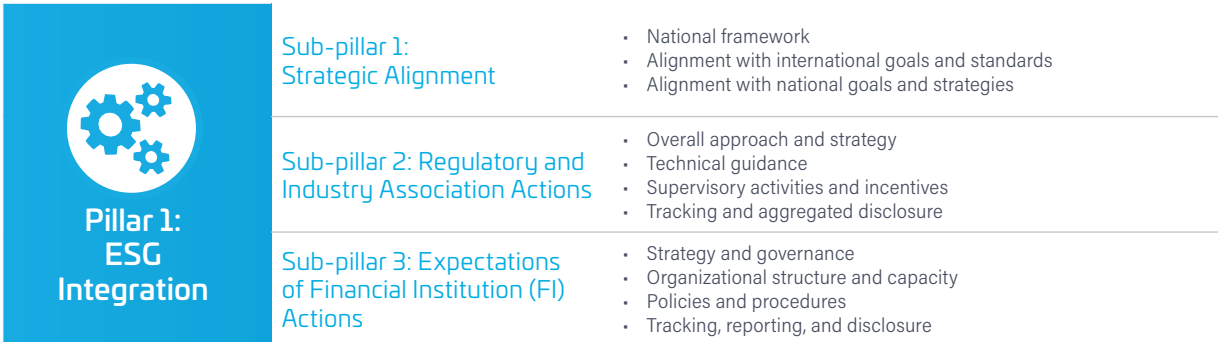 Pillar 1:
ESG
Integration
Sub-pillar 1:
Strategic Alignment
• National framework
• Alignment with international goals and standards
• Alignment with national goals and strategies
Sub-pillar 2: Regulatory and
Industry Association Actions
• Overall approach and strategy
• Technical guidance
• Supervisory activities and incentives
• Tracking and aggregated disclosure
Sub-pillar 3: Expectations
of Financial Institution (FI)
Actions
• Strategy and governance
• Organizational structure and capacity
• Policies and procedures
• Tracking, reporting, and disclosure